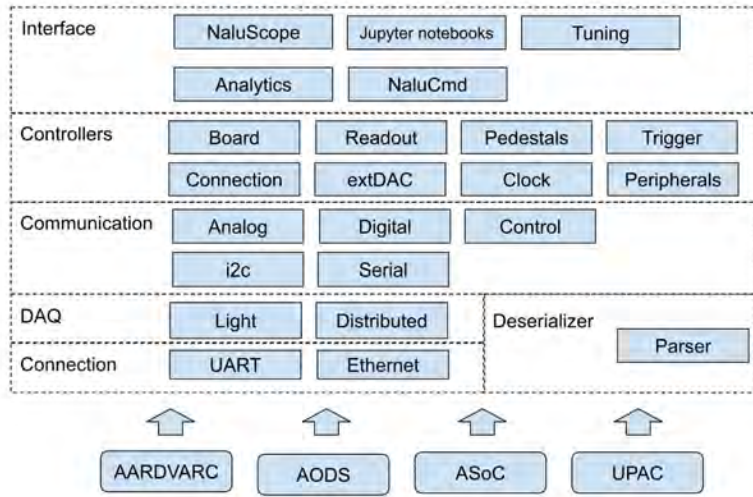 Interface
NaluScope
Jupyter notebooks
Tuning
Analytics
NaluCmd
Controllers
Board
Readout
Pedestals
Trigger
Connection
extDAC
Clock
Peripherals
Communication
Analog
Digital
Control
i2c
Serial
DAQ
Light
Distributed
Deserializer
Parser
Connection
UART
Ethernet
AARDVARC
AODS
ASoC
UPAC